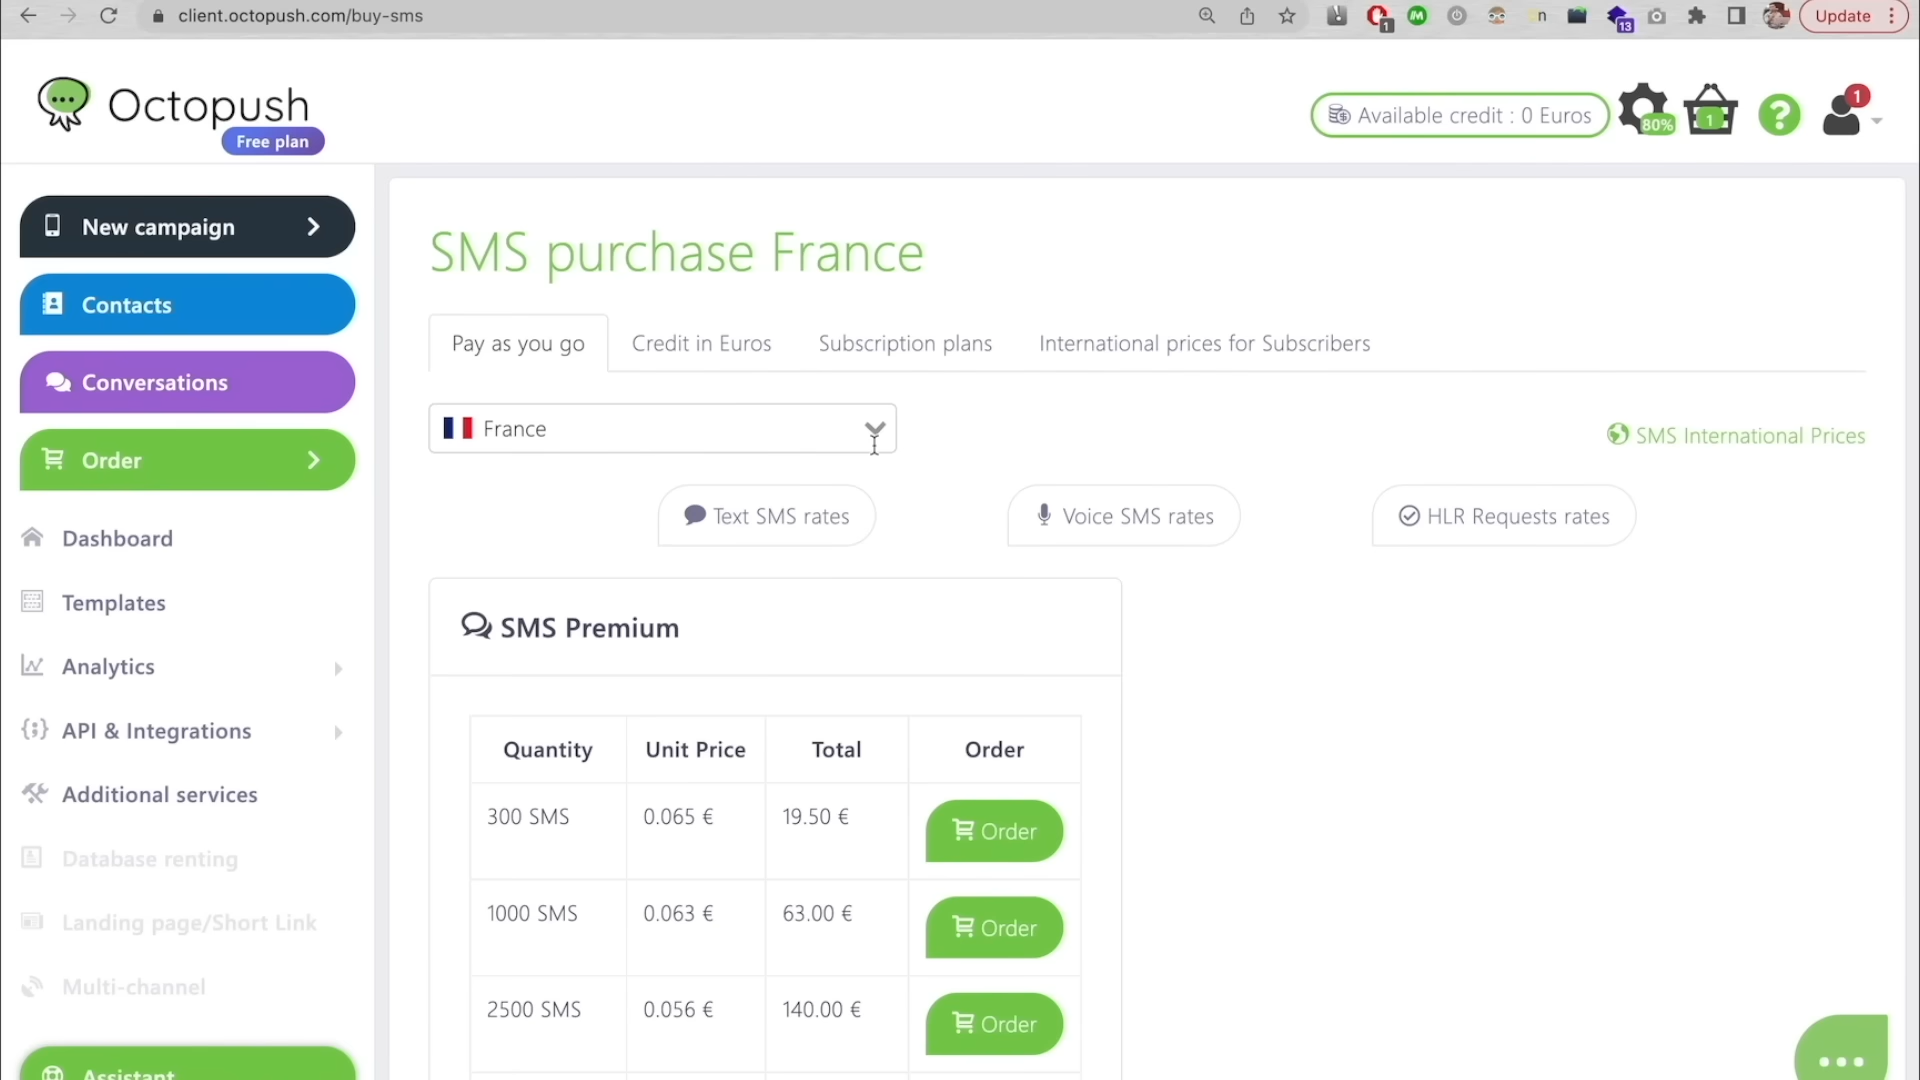 client.octopush.com/buy-sms
n
1
13
Update
Octopush
Free plan
Available credit : 0 Euros
80%
1
?
1
New campaign
Contacts
Conversations
Order
Dashboard
Templates
Analytics
API & Integrations
Additional services
Database renting
Landing page/Short Link
Multi-channel
Assistant
SMS purchase France
Pay as you go
Credit in Euros
Subscription plans
International prices for Subscribers
France
SMS International Prices
Text SMS rates
Voice SMS rates
HLR Requests rates
SMS Premium
Quantity Unit Price Total Order
300 SMS 0.065 € 19.50 € Order
1000 SMS 0.063 € 63.00 € Order
2500 SMS 0.056 € 140.00 € Order